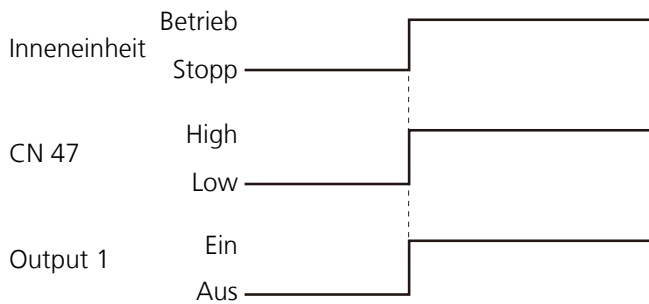 Inneneinheit
Betrieb
Stopp
CN 47
High
Low
Output 1
Ein
Aus